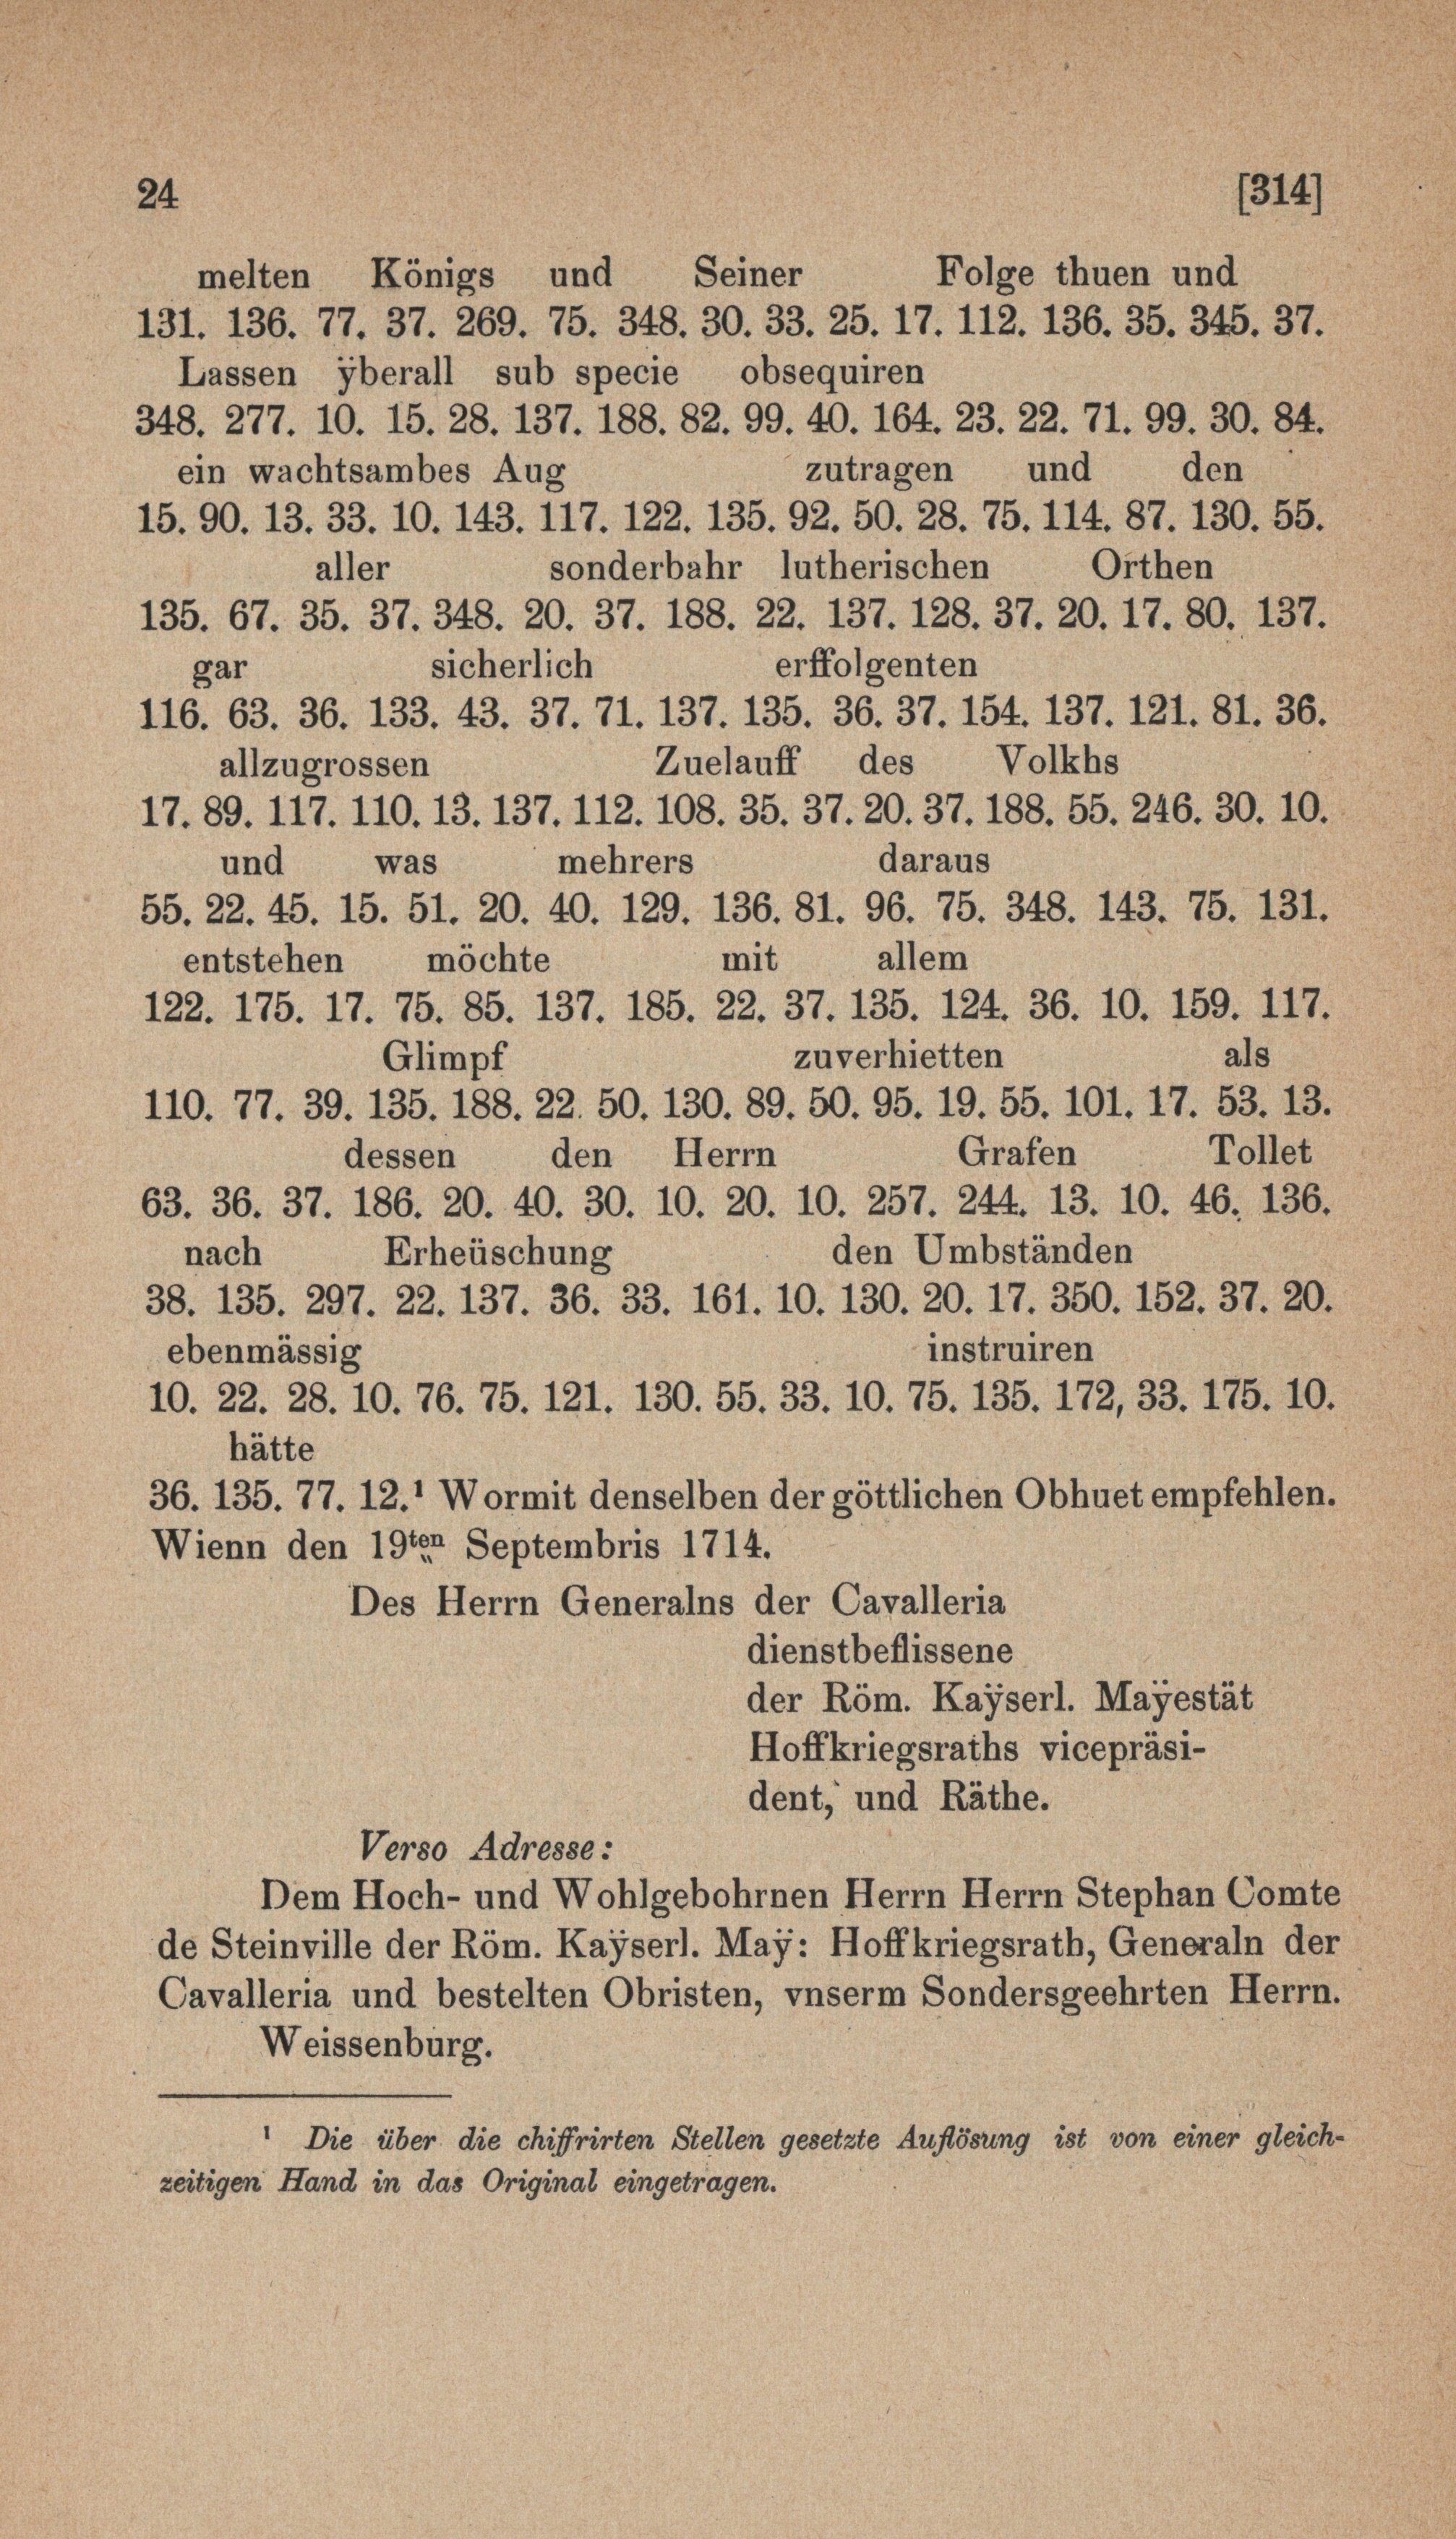 24 [314]
melten Königs und Seiner Folge thuen und
131. 136. 77. 37. 269. 75. 348. 30. 33. 25. 17. 112. 136. 35. 345. 37.
Lassen ÿberall sub specie obsequiren
348. 277. 10. 15. 28. 137. 188. 82. 99. 40. 164. 23. 22. 71. 99. 30. 84.
ein wachtsambes Aug zutragen und den
15. 90. 13. 33. 10. 143. 117. 122. 135. 92. 50. 28. 75. 114. 87. 130. 55.
aller sonderbahr lutherischen Orthen
135. 67. 35. 37. 348. 20. 37. 188. 22. 137. 128. 37. 20. 17. 80. 137.
gar sicherlich erffolgenten
116. 63. 36. 133. 43. 37. 71. 137. 135. 36. 37. 154. 137. 121. 81. 36.
allzugrossen Zuelauff des Volkhs
17. 89. 117. 110. 13. 137. 112. 108. 35. 37. 20. 37. 188. 55. 246. 30. 10.
und was mehrers daraus
55. 22. 45. 15. 51. 20. 40. 129. 136. 81. 96. 75. 348. 143. 75. 131.
entstehen möchte mit allem
122. 175. 17. 75. 85. 137. 185. 22. 37. 135. 124. 36. 10. 159. 117.
Glimpf zuverhietten als
110. 77. 39. 135. 188. 22. 50. 130. 89. 50. 95. 19. 55. 101. 17. 53. 13.
dessen den Herrn Grafen Tollet
63. 36. 37. 186. 20. 40. 30. 10. 20. 10. 257. 244. 13. 10. 46. 136.
nach Erheüschung den Umbständen
38. 135. 297. 22. 137. 36. 33. 161. 10. 130. 20. 17. 350. 152. 37. 20.
ebenmässig instruiren
10. 22. 28. 10. 76. 75. 121. 130. 55. 33. 10. 75. 135. 172, 33. 175. 10.
hätte
36. 135. 77. 12.¹ Wormit denselben der göttlichen Obhuet empfehlen.
Wienn den 19ten Septembris 1714.
Des Herrn Generalns der Cavalleria
dienstbeflissene
der Röm. Kaÿserl. Maÿestät
Hoffkriegsraths vicepräsi-
dent, und Räthe.
Verso Adresse:
Dem Hoch- und Wohlgebohrnen Herrn Herrn Stephan Comte
de Steinville der Röm. Kaÿserl. Maÿ: Hoffkriegsrath, Generaln der
Cavalleria und bestelten Obristen, vnserm Sondersgeehrten Herrn.
Weissenburg.
¹ Die über die chiffrirten Stellen gesetzte Auflösung ist von einer gleich-
zeitigen Hand in das Original eingetragen.